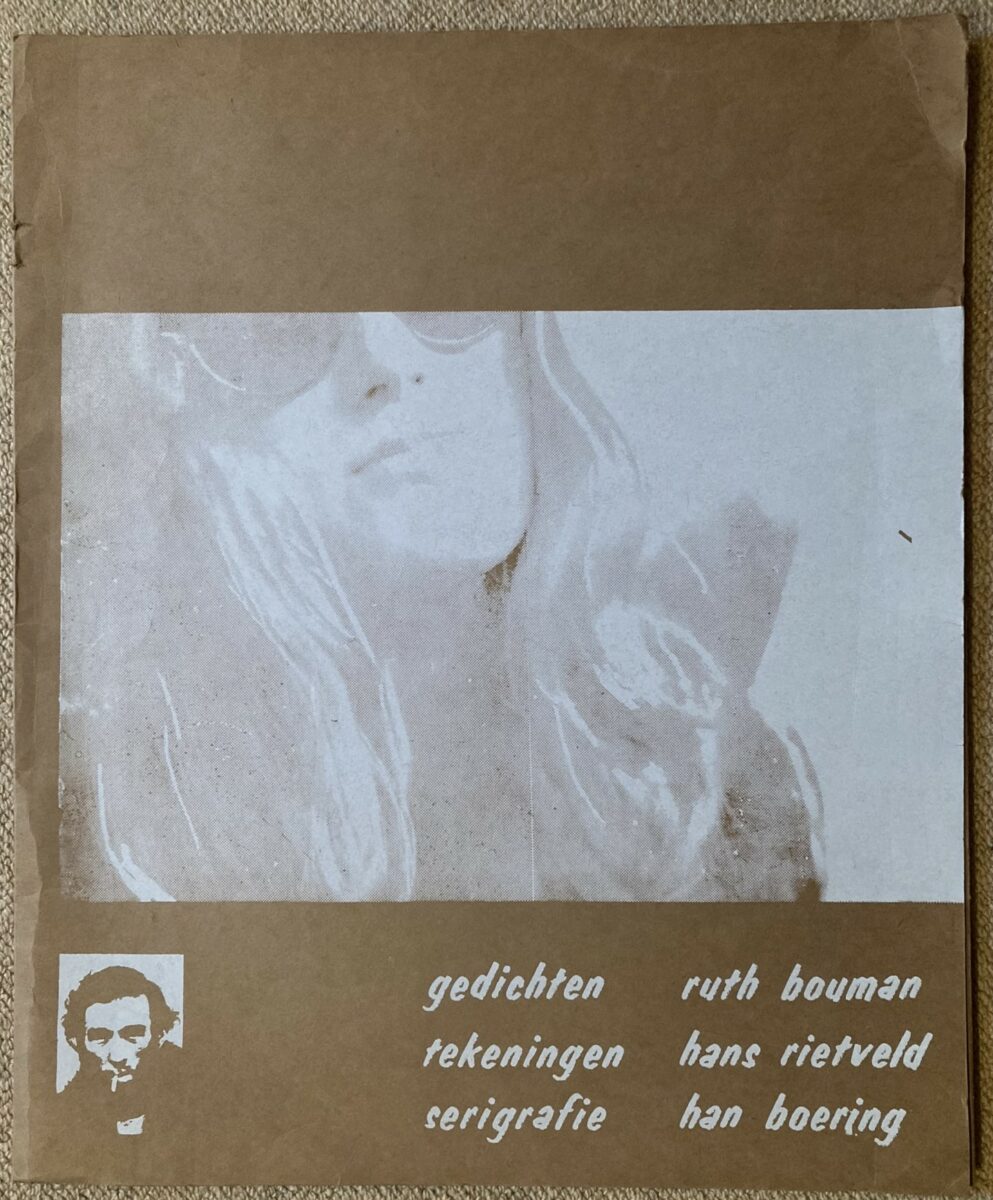 gedichten ruth bouman
tekeningen hans rietveld
serigrafie han boering